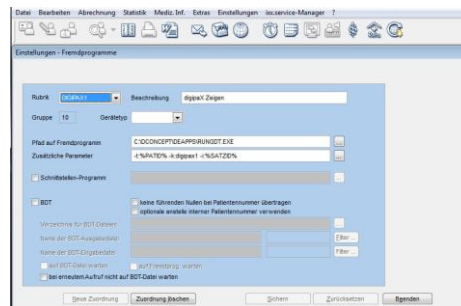 Datei Bearbeiten Abrechnung Statistik Mediz. Inf. Extras Einstellungen isv.service-Manager ?
Einstellungen - Fremdprogramme
Rubrik DIGIPAX1 Beschreibung digipaX Zeigen
Gruppe 10 Gerätetyp
Pfad auf Fremdprogramm C:\DCONCEPT\DEAPPS\RUNGDT.EXE ...
Zusätzliche Parameter -t:%PATID% -k:digipax1 -r:%SATZID% ...
Schnittstellen-Programm ...
BDT keine führenden Nullen bei Patientennummer übertragen
optionale anstelle interner Patientennummer verwenden
Verzeichnis für BDT-Dateien ...
Name der BDT-Ausgabedatei Filter ...
Name der BDT-Eingabedatei Filter ...
auf BDT-Datei warten auf Fremdprog. warten
bei erneutem Aufruf nicht auf BDT-Datei warten
Neue Zuordnung Zuordnung löschen Sichern Zurücksetzen Beenden